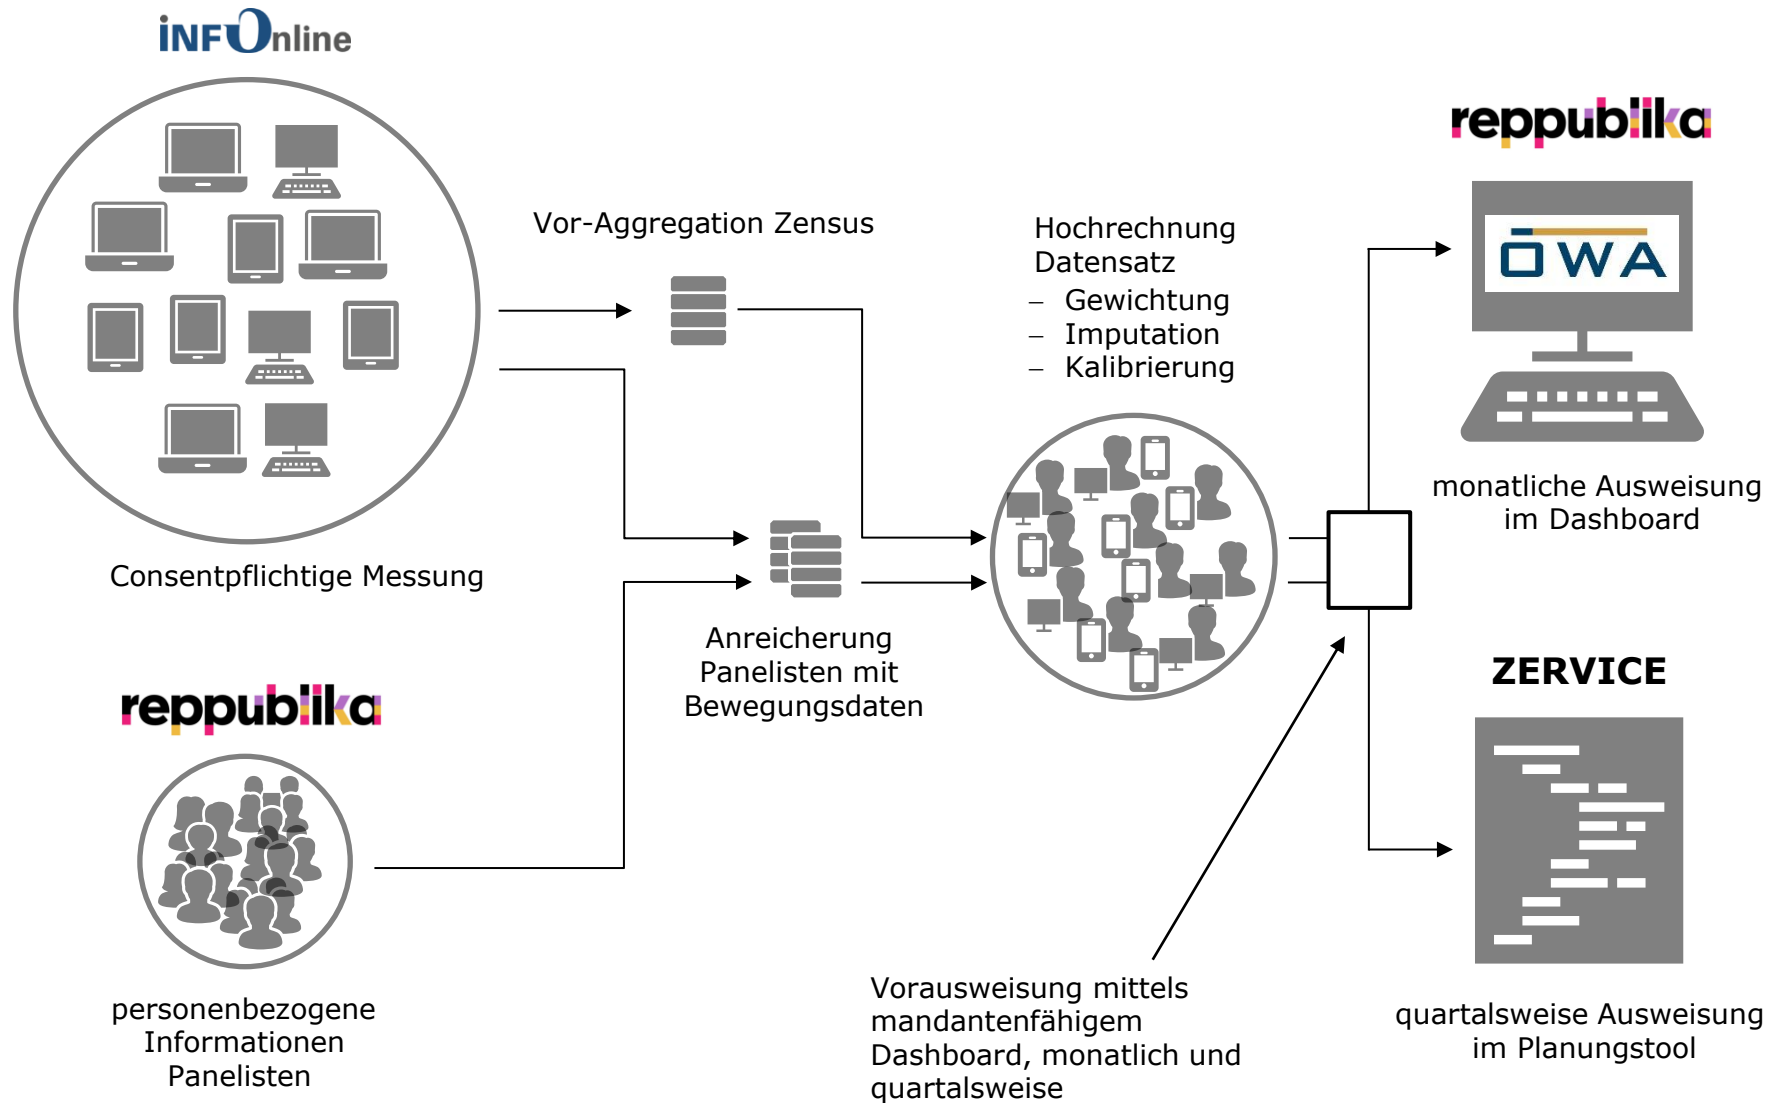 iNFOnline
Consentpflichtige Messung
reppublika
personenbezogene
Informationen
Panelisten
Vor-Aggregation Zensus
Anreicherung
Panelisten mit
Bewegungsdaten
Hochrechnung
Datensatz
– Gewichtung
– Imputation
– Kalibrierung
Vorausweisung mittels
mandantenfähigem
Dashboard, monatlich und
quartalsweise
reppublika
ÖWA
monatliche Ausweisung
im Dashboard
ZERVICE
quartalsweise Ausweisung
im Planungstool